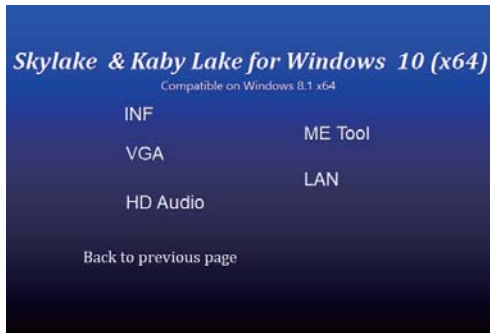 Skylake & Kaby Lake for Windows 10 (x64)
Compatible on Windows 8.1 x64
INF
ME Tool
VGA
LAN
HD Audio
Back to previous page